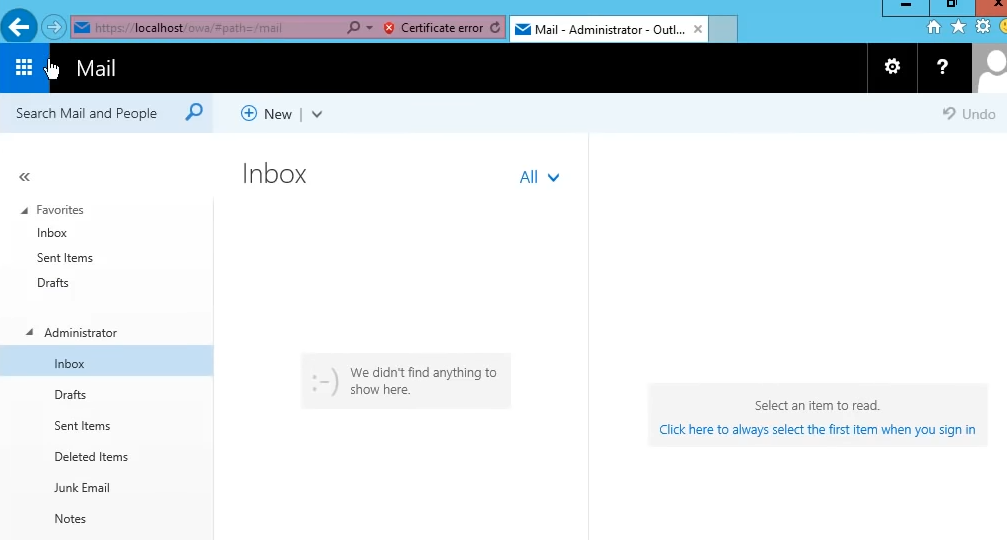 https://localhost/owa/#path=/mail
Certificate error
Mail - Administrator - Outl...
Mail
?
Search Mail and People
New
Undo
Inbox
All
Favorites
Inbox
Sent Items
Drafts
Administrator
Inbox
Drafts
Sent Items
Deleted Items
Junk Email
Notes
:-)
We didn't find anything to
show here.
Select an item to read.
Click here to always select the first item when you sign in